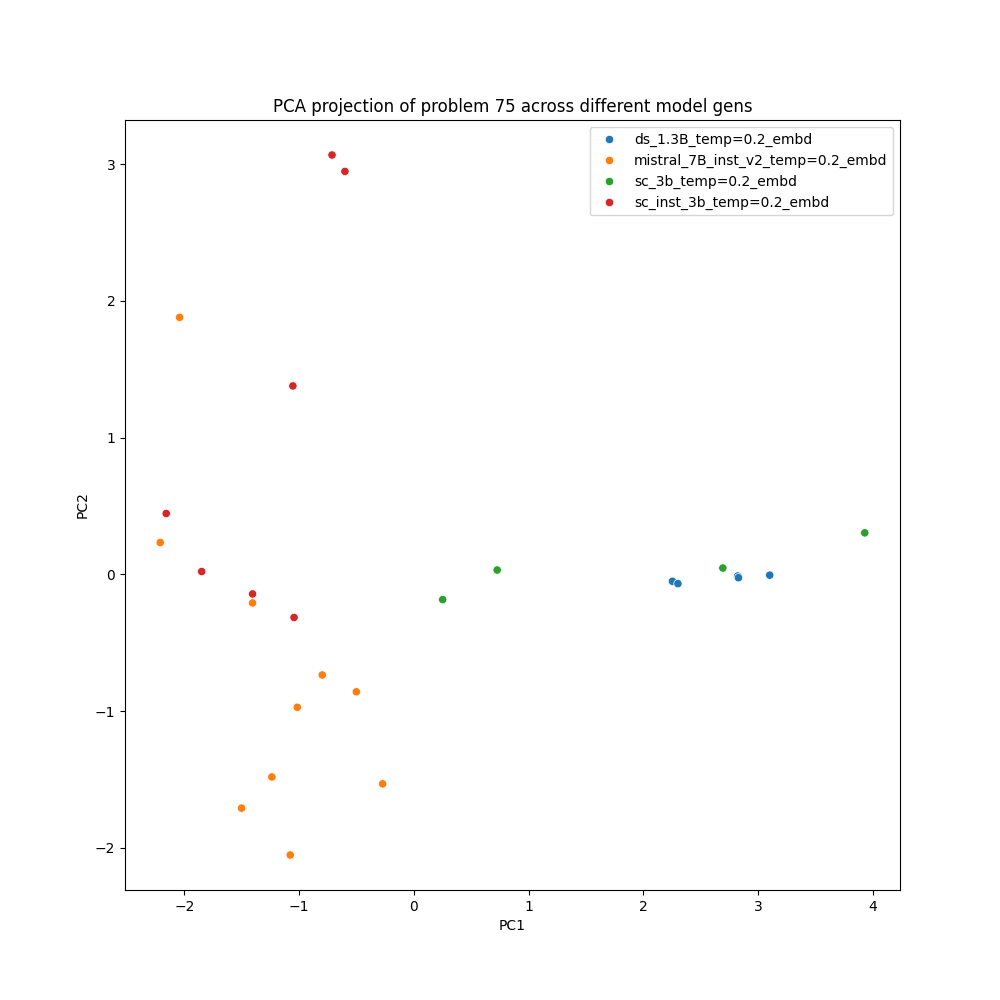 PCA projection of problem 75 across different model gens
ds_1.3B_temp=0.2_embd
mistral_7B_inst_v2_temp=0.2_embd
sc_3b_temp=0.2_embd
sc_inst_3b_temp=0.2_embd
3
2
1
0
−1
−2
PC2
−2
−1
0
1
2
3
4
PC1